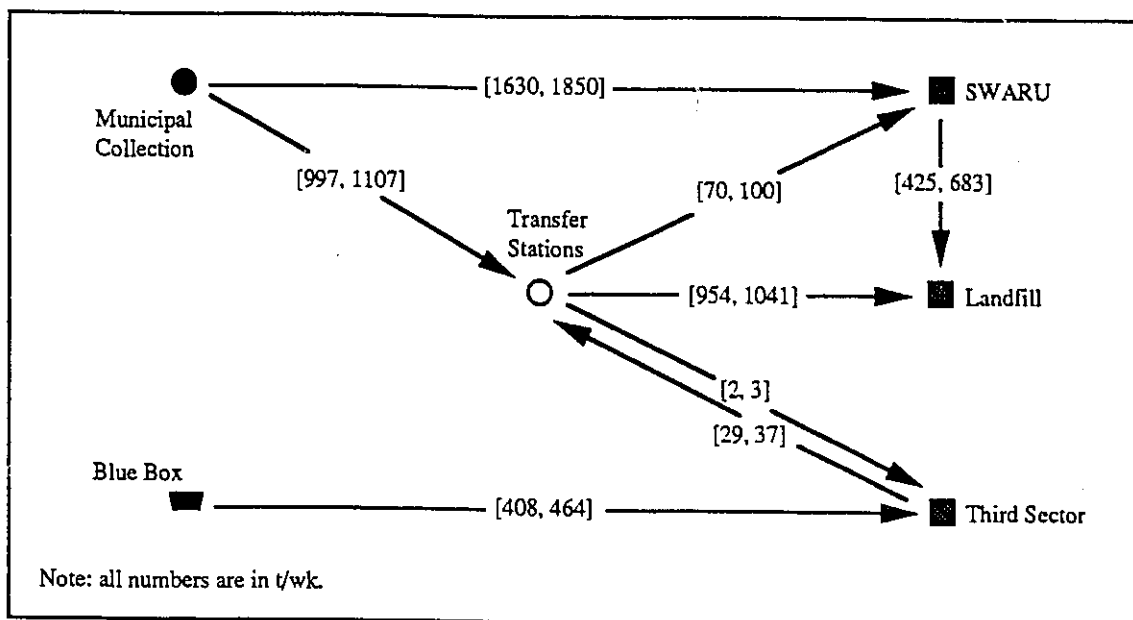 [1630, 1850]
SWARU
Municipal
Collection
[997, 1107]
[70, 100]
[425, 683]
Transfer
Stations
[954, 1041]
Landfill
[2, 3]
[29, 37]
Blue Box
[408, 464]
Third Sector
Note: all numbers are in t/wk.